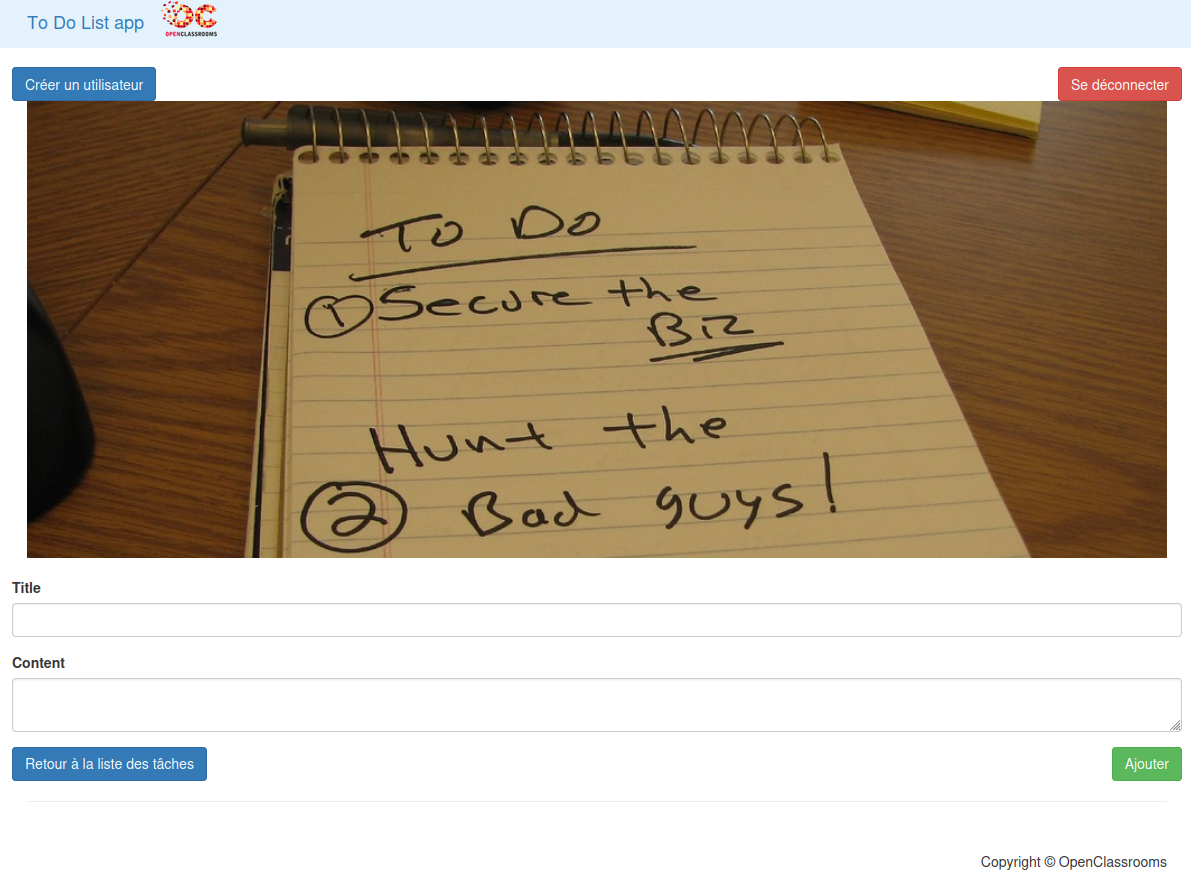 To Do List app
OC
OPENCLASSROOMS
Créer un utilisateur
Se déconnecter
To Do
1 Secure the
Biz
Hunt the
2 Bad guys!
Title
Content
Retour à la liste des tâches
Ajouter
Copyright © OpenClassrooms